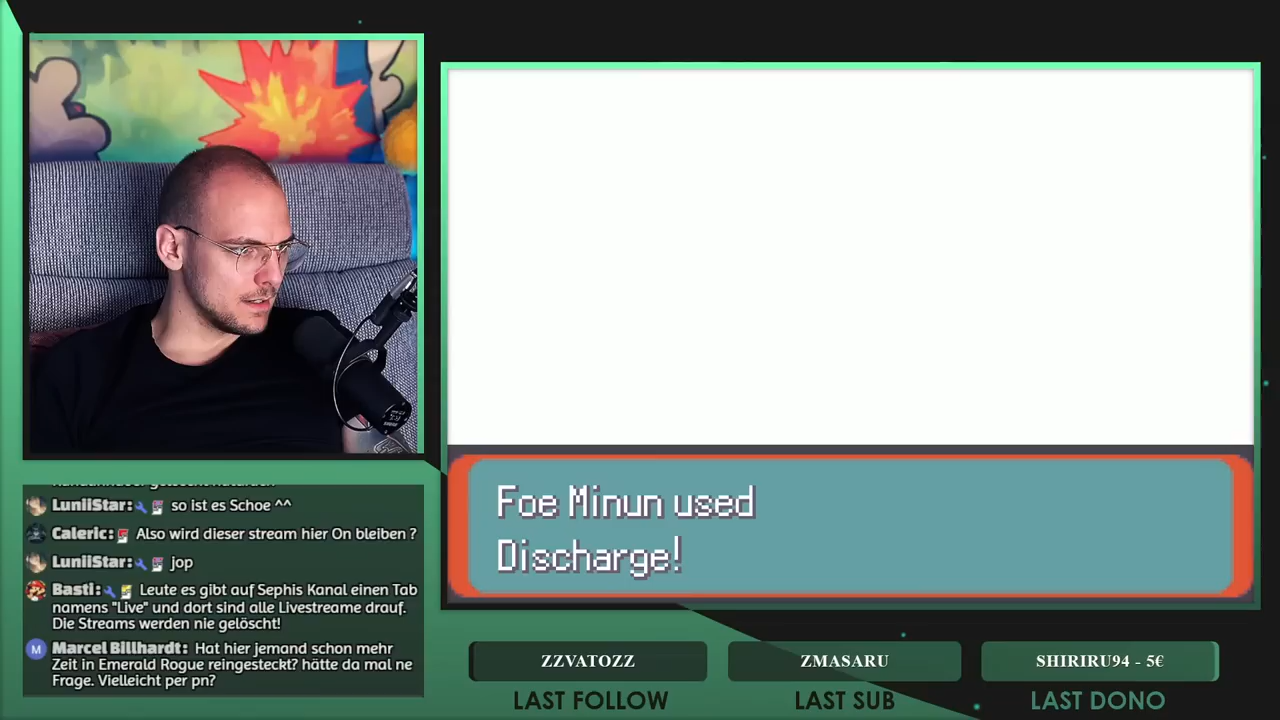 LuniiStar: so ist es Schoe ^^
Caleric: Also wird dieser stream hier On bleiben ?
LuniiStar: jop
Basti: Leute es gibt auf Sephis Kanal einen Tab
namens "Live" und dort sind alle Livestreame drauf.
Die Streams werden nie gelöscht!
M Marcel Billhardt: Hat hier jemand schon mehr
Zeit in Emerald Rogue reingesteckt? hätte da mal ne
Frage. Vielleicht per pn?
Foe Minun used
Discharge!
ZZVATOZZ
ZMASARU
SHIRIRU94 - 5€
LAST FOLLOW
LAST SUB
LAST DONO